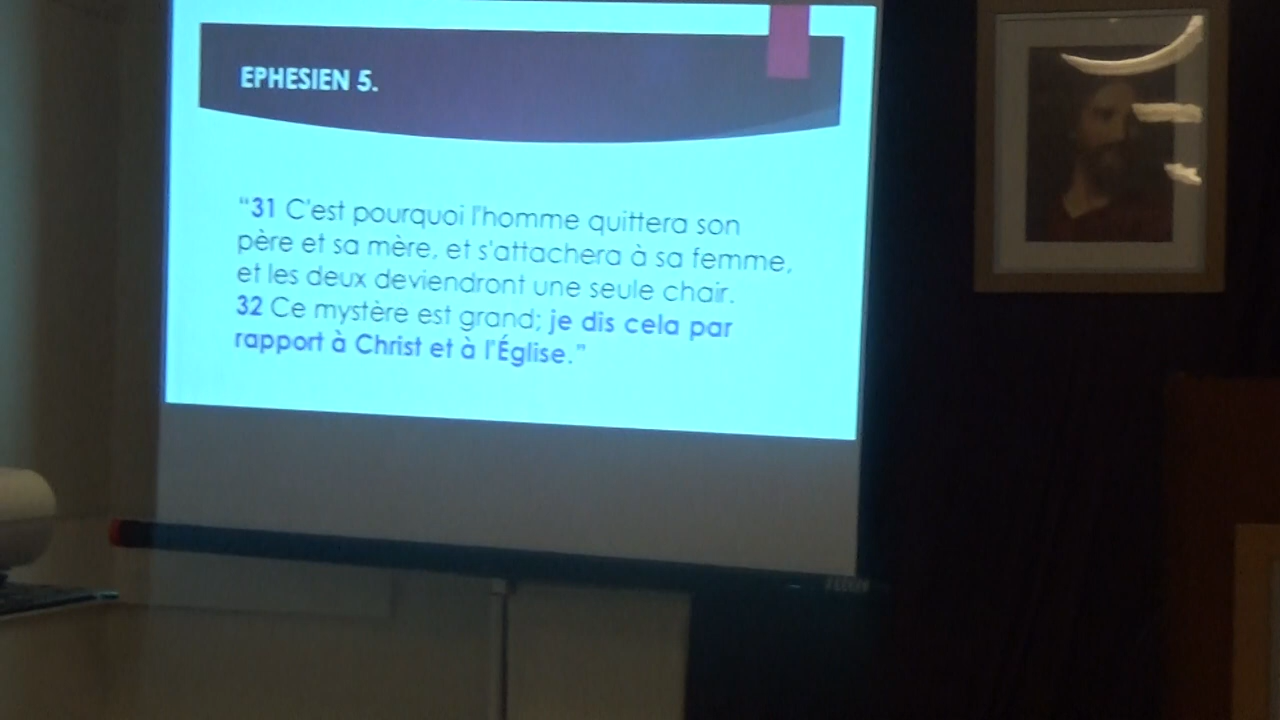 EPHESIEN 5.
“31 C'est pourquoi l'homme quittera son
père et sa mère, et s'attachera à sa femme,
et les deux deviendront une seule chair.
32 Ce mystère est grand; je dis cela par
rapport à Christ et à l'Église.”